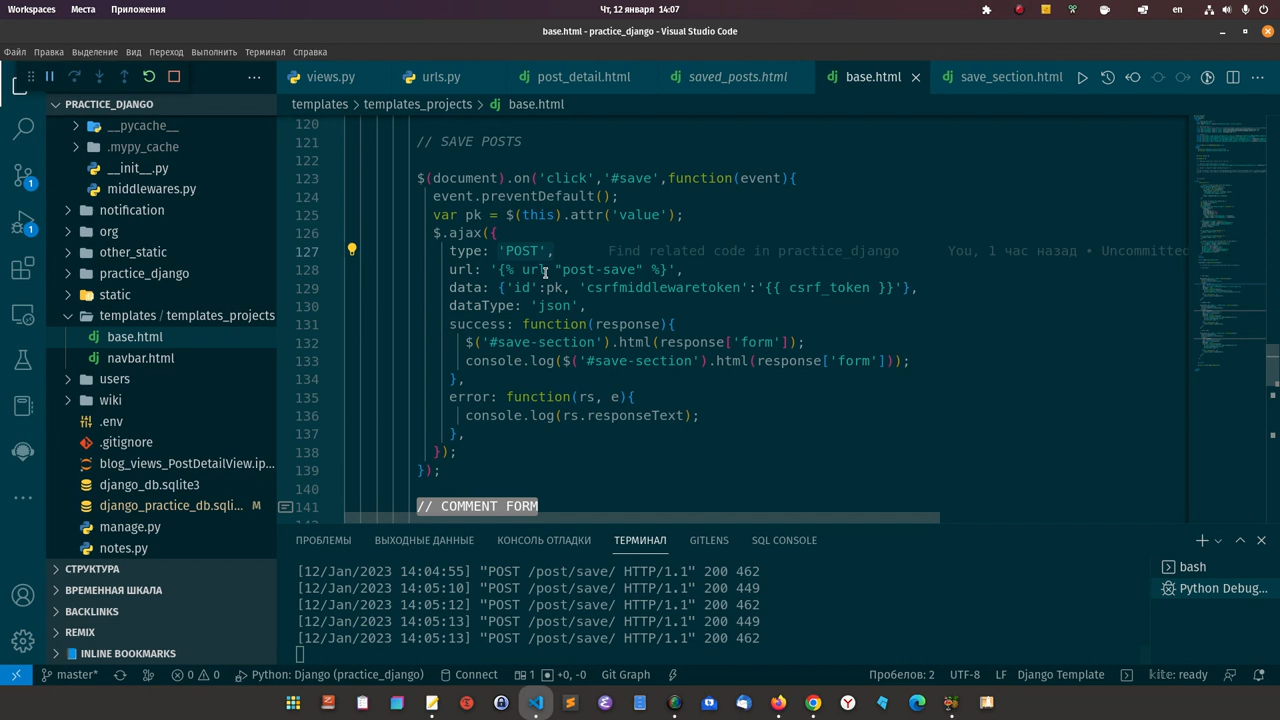 Workspaces Места Приложения
Чт, 12 января 14:07
en
base.html - practice_django - Visual Studio Code
Файл Правка Выделение Вид Переход Выполнить Терминал Справка
views.py urls.py post_detail.html saved_posts.html base.html save_section.html
PRACTICE_DJANGO
templates > templates_projects > base.html
__pycache__
.mypy_cache
__init__.py
middlewares.py
notification
org
other_static
practice_django
static
templates / templates_projects
base.html
navbar.html
users
wiki
.env
.gitignore
blog_views_PostDetailView.ip...
django_db.sqlite3
django_practice_db.sqli... M
manage.py
notes.py
СТРУКТУРА
ВРЕМЕННАЯ ШКАЛА
BACKLINKS
REMIX
INLINE BOOKMARKS
1
1
120
121 // SAVE POSTS
122
123 $(document).on('click','#save',function(event){
124 event.preventDefault();
125 var pk = $(this).attr('value');
126 $.ajax({
127 type: 'POST', Find related code in practice_django You, 1 час назад • Uncommitted
128 url: '{% url "post-save" %}',
129 data: {'id':pk, 'csrfmiddlewaretoken':'{{ csrf_token }}'},
130 dataType: 'json',
131 success: function(response){
132 $('#save-section').html(response['form']);
133 console.log($('#save-section').html(response['form']));
134 },
135 error: function(rs, e){
136 console.log(rs.responseText);
137 },
138 });
139 });
140
141 // COMMENT FORM
ПРОБЛЕМЫ ВЫХОДНЫЕ ДАННЫЕ КОНСОЛЬ ОТЛАДКИ ТЕРМИНАЛ GITLENS SQL CONSOLE
[12/Jan/2023 14:04:55] "POST /post/save/ HTTP/1.1" 200 462
[12/Jan/2023 14:05:10] "POST /post/save/ HTTP/1.1" 200 449
[12/Jan/2023 14:05:12] "POST /post/save/ HTTP/1.1" 200 462
[12/Jan/2023 14:05:13] "POST /post/save/ HTTP/1.1" 200 449
[12/Jan/2023 14:05:13] "POST /post/save/ HTTP/1.1" 200 462
bash
Python Debug...
master* 0 0 Python: Django (practice_django) Connect 1 +0, -0 Git Graph Пробелов: 2 UTF-8 LF Django Template kite: ready